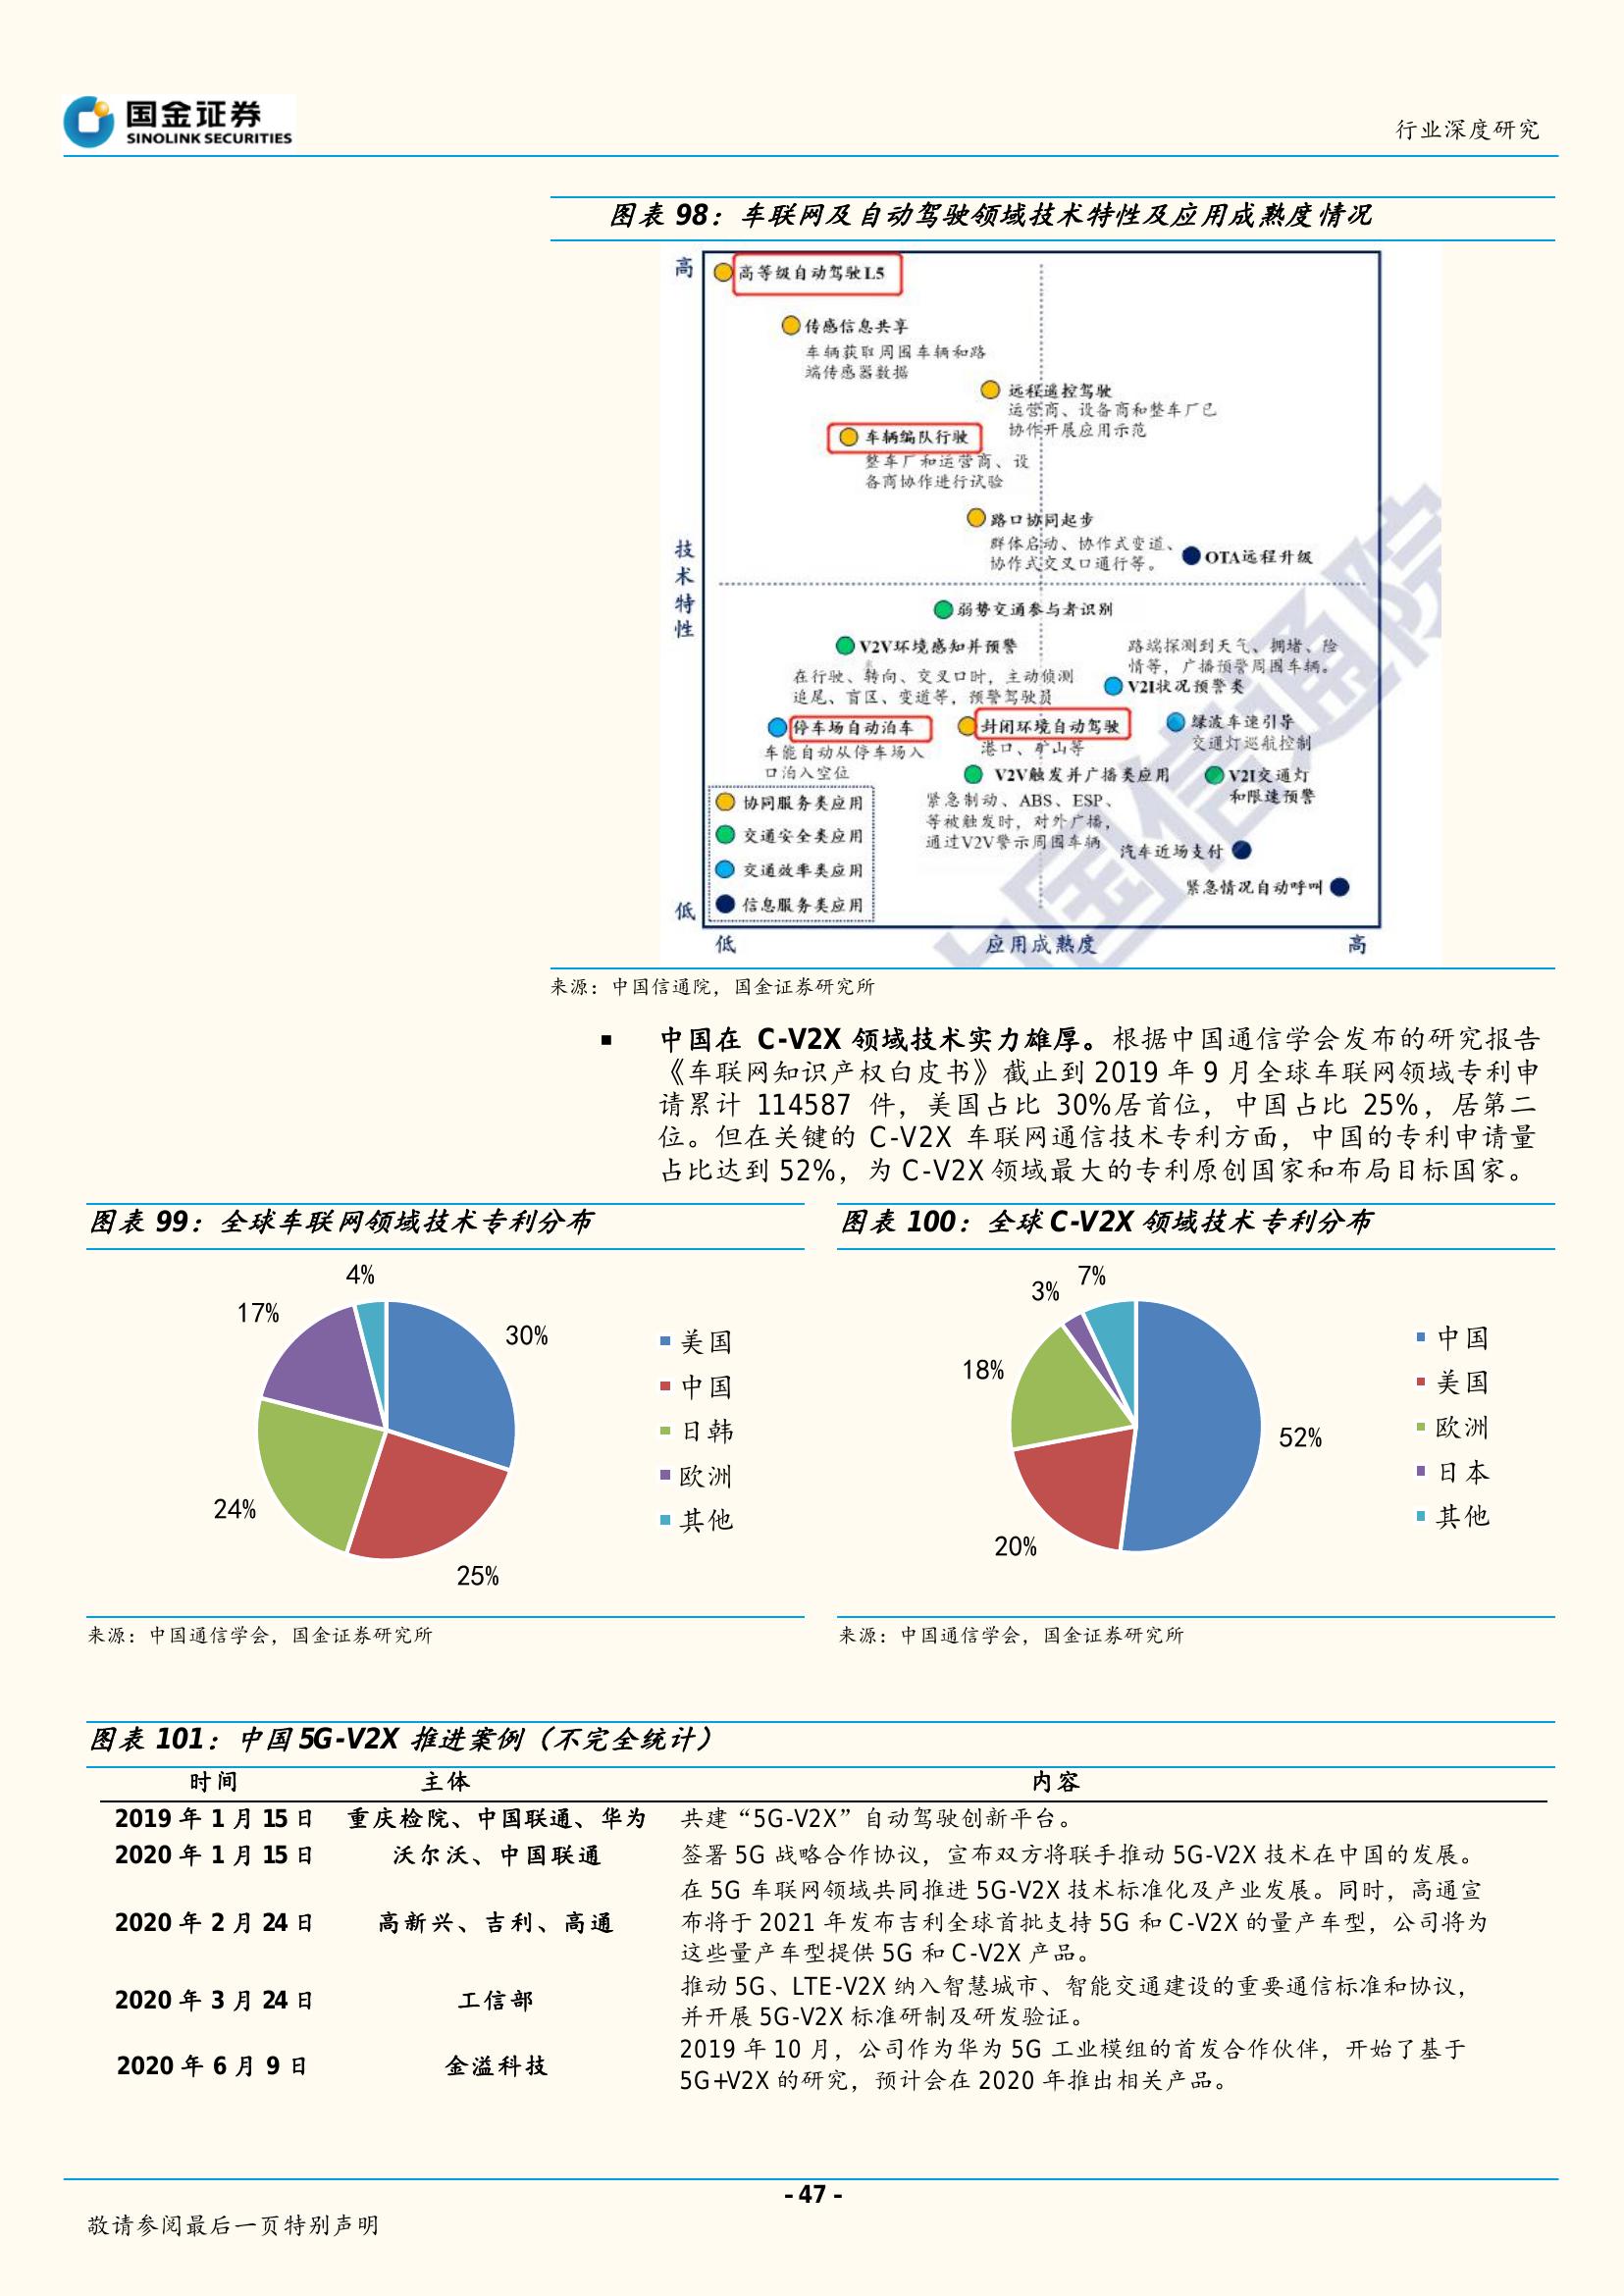 国金证券
SINOLINK SECURITIES
行业深度研究
图表 98：车联网及自动驾驶领域技术特性及应用成熟度情况
高
高等级自动驾驶L5
传感信息共享
车辆获取周围车辆和路
端传感器数据
远程遥控驾驶
运营商、设备商和整车厂已
协作开展应用示范
车辆编队行驶
整车厂和运营商、设
备商协作进行试验
路口协同起步
群体启动、协作式变道、
协作式交叉口通行等。
OTA远程升级
技术特性
弱势交通参与者识别
V2V环境感知并预警
在行驶、转向、交叉口时，主动侦测
追尾、盲区、变道等，预警驾驶员
路端探测到天气、拥堵、险
情等，广播预警周围车辆。
V2I状况预警类
停车场自动泊车
车能自动从停车场入
口泊入空位
封闭环境自动驾驶
港口、矿山等
绿波车速引导
交通灯巡航控制
V2V触发并广播类应用
紧急制动、ABS、ESP、
等被触发时，对外广播，
通过V2V警示周围车辆
V2I交通灯
和限速预警
汽车近场支付
紧急情况自动呼叫
协同服务类应用
交通安全类应用
交通效率类应用
信息服务类应用
低
低
应用成熟度
高
中国信通院
来源：中国信通院，国金证券研究所
■ 中国在 C-V2X 领域技术实力雄厚。根据中国通信学会发布的研究报告
《车联网知识产权白皮书》截止到 2019 年 9 月全球车联网领域专利申
请累计 114587 件，美国占比 30%居首位，中国占比 25%，居第二
位。但在关键的 C-V2X 车联网通信技术专利方面，中国的专利申请量
占比达到 52%，为 C-V2X 领域最大的专利原创国家和布局目标国家。
图表 99：全球车联网领域技术专利分布
4%
17%
30%
24%
25%
美国
中国
日韩
欧洲
其他
来源：中国通信学会，国金证券研究所
图表 100：全球 C-V2X 领域技术专利分布
7%
3%
18%
52%
20%
中国
美国
欧洲
日本
其他
来源：中国通信学会，国金证券研究所
图表 101：中国 5G-V2X 推进案例（不完全统计）
时间 主体 内容
2019 年 1 月 15 日 重庆检院、中国联通、华为 共建“5G-V2X”自动驾驶创新平台。
2020 年 1 月 15 日 沃尔沃、中国联通 签署 5G 战略合作协议，宣布双方将联手推动 5G-V2X 技术在中国的发展。
2020 年 2 月 24 日 高新兴、吉利、高通 在 5G 车联网领域共同推进 5G-V2X 技术标准化及产业发展。同时，高通宣
布将于 2021 年发布吉利全球首批支持 5G 和 C-V2X 的量产车型，公司将为
这些量产车型提供 5G 和 C-V2X 产品。
2020 年 3 月 24 日 工信部 推动 5G、LTE-V2X 纳入智慧城市、智能交通建设的重要通信标准和协议，
并开展 5G-V2X 标准研制及研发验证。
2020 年 6 月 9 日 金溢科技 2019 年 10 月，公司作为华为 5G 工业模组的首发合作伙伴，开始了基于
5G+V2X 的研究，预计会在 2020 年推出相关产品。
- 47 -
敬请参阅最后一页特别声明